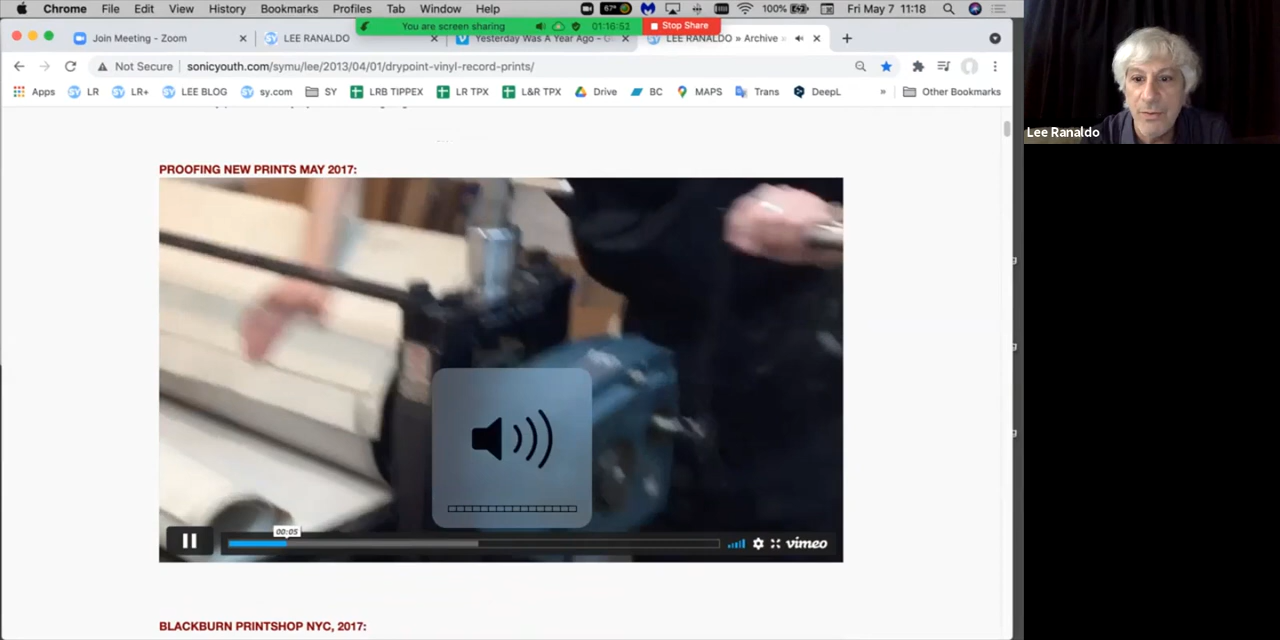 Chrome File Edit View History Bookmarks Profiles Tab Window Help 67° 100% Fri May 7 11:18
You are screen sharing 01:16:53 Stop Share
Join Meeting - Zoom LEE RANALDO Yesterday Was A Year Ago - LEE RANALDO » Archive »
Not Secure sonicyouth.com/symu/lee/2013/04/01/drypoint-vinyl-record-prints/
Apps LR LR+ LEE BLOG sy.com SY LRB TIPPEX LR TPX L&R TPX Drive BC MAPS Trans DeepL » Other Bookmarks
Lee Ranaldo
PROOFING NEW PRINTS MAY 2017:
00:05
vimeo
BLACKBURN PRINTSHOP NYC, 2017: